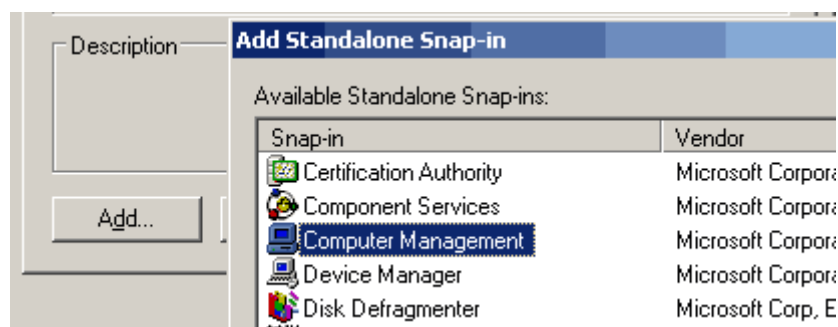 Description
Add...
Add Standalone Snap-in
Available Standalone Snap-ins:
Snap-in Vendor
Certification Authority Microsoft Corpora
Component Services Microsoft Corpora
Computer Management Microsoft Corpora
Device Manager Microsoft Corpora
Disk Defragmenter Microsoft Corp, E